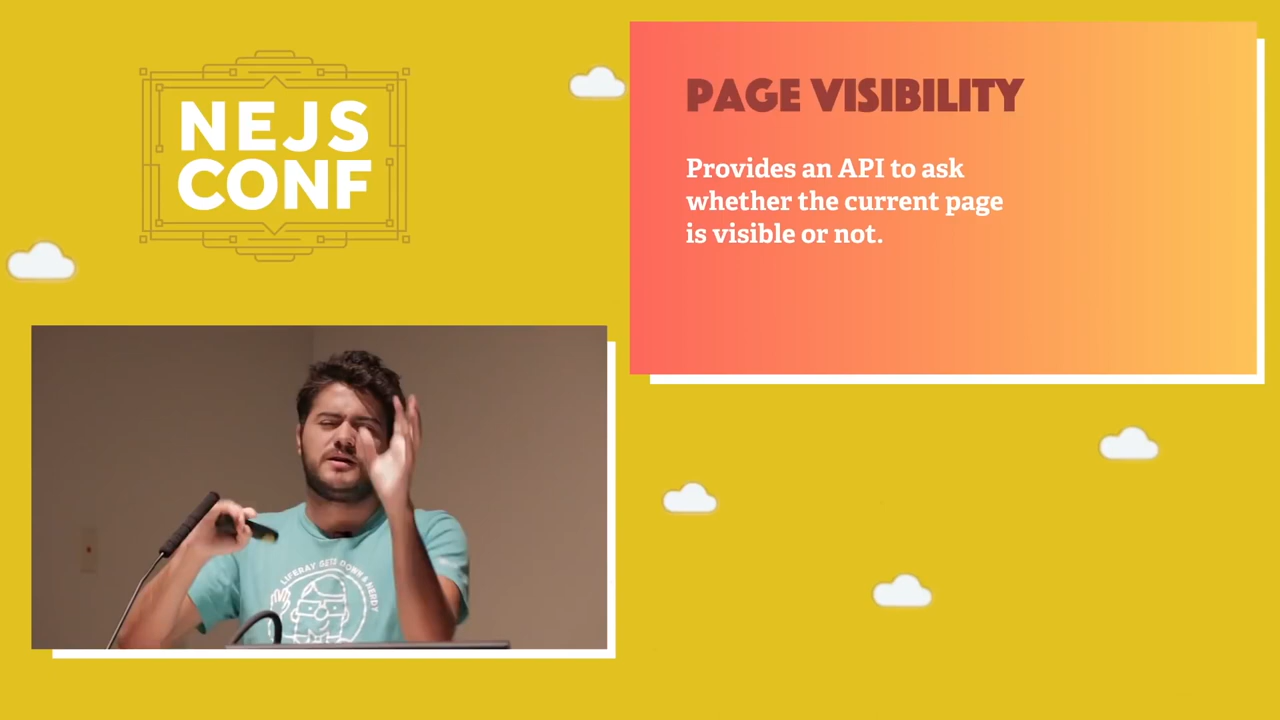 NEJS
CONF
PAGE VISIBILITY
Provides an API to ask
whether the current page
is visible or not.
LIFERAY GETS DOWN & NERDY